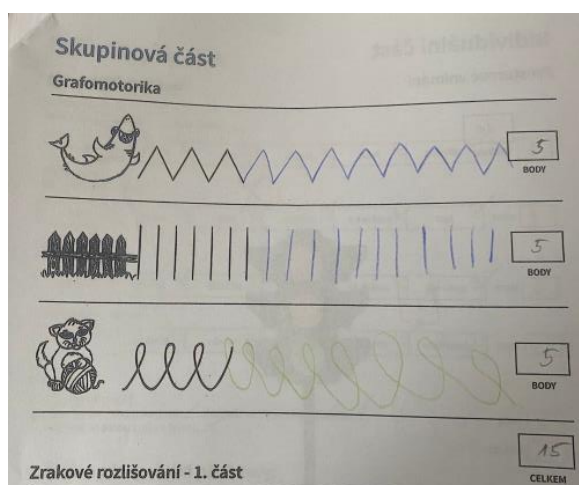 Skupinová část
Grafomotorika
5
BODY
5
BODY
5
BODY
15
Zrakové rozlišování - 1. část
CELKEM